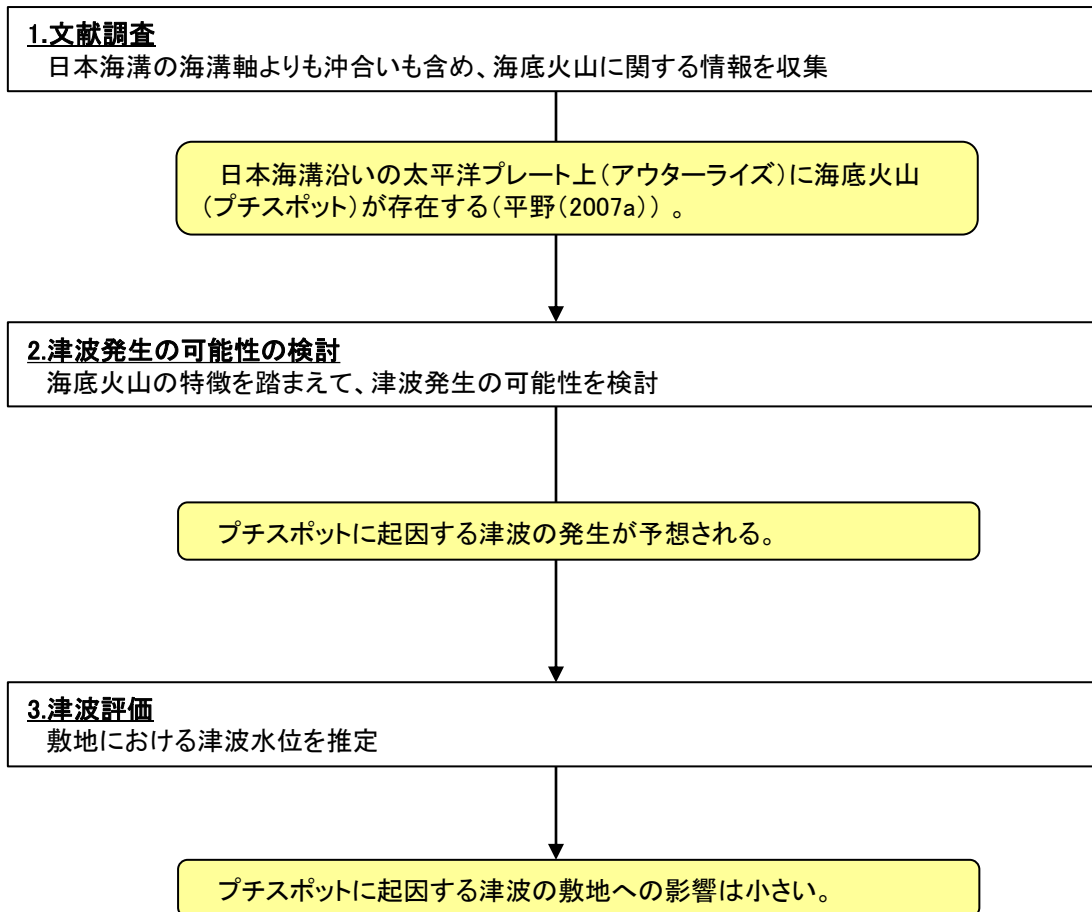 1.文献調査
日本海溝の海溝軸よりも沖合いも含め、海底火山に関する情報を収集
日本海溝沿いの太平洋プレート上(アウターライズ)に海底火山
(プチスポット)が存在する(平野(2007a)) 。
2.津波発生の可能性の検討
海底火山の特徴を踏まえて、津波発生の可能性を検討
プチスポットに起因する津波の発生が予想される。
3.津波評価
敷地における津波水位を推定
プチスポットに起因する津波の敷地への影響は小さい。